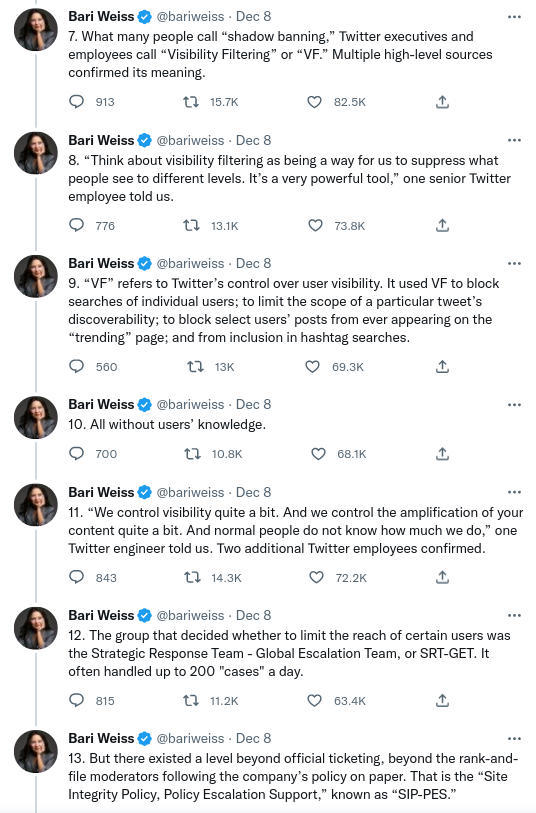 Bari Weiss @bariweiss · Dec 8
7. What many people call “shadow banning,” Twitter executives and
employees call “Visibility Filtering” or “VF.” Multiple high-level sources
confirmed its meaning.
913 15.7K 82.5K
Bari Weiss @bariweiss · Dec 8
8. “Think about visibility filtering as being a way for us to suppress what
people see to different levels. It’s a very powerful tool,” one senior Twitter
employee told us.
776 13.1K 73.8K
Bari Weiss @bariweiss · Dec 8
9. “VF” refers to Twitter’s control over user visibility. It used VF to block
searches of individual users; to limit the scope of a particular tweet’s
discoverability; to block select users’ posts from ever appearing on the
“trending” page; and from inclusion in hashtag searches.
560 13K 69.3K
Bari Weiss @bariweiss · Dec 8
10. All without users’ knowledge.
700 10.8K 68.1K
Bari Weiss @bariweiss · Dec 8
11. “We control visibility quite a bit. And we control the amplification of your
content quite a bit. And normal people do not know how much we do,” one
Twitter engineer told us. Two additional Twitter employees confirmed.
843 14.3K 72.2K
Bari Weiss @bariweiss · Dec 8
12. The group that decided whether to limit the reach of certain users was
the Strategic Response Team - Global Escalation Team, or SRT-GET. It
often handled up to 200 "cases" a day.
815 11.2K 63.4K
Bari Weiss @bariweiss · Dec 8
13. But there existed a level beyond official ticketing, beyond the rank-and-
file moderators following the company’s policy on paper. That is the “Site
Integrity Policy, Policy Escalation Support,” known as “SIP-PES.”